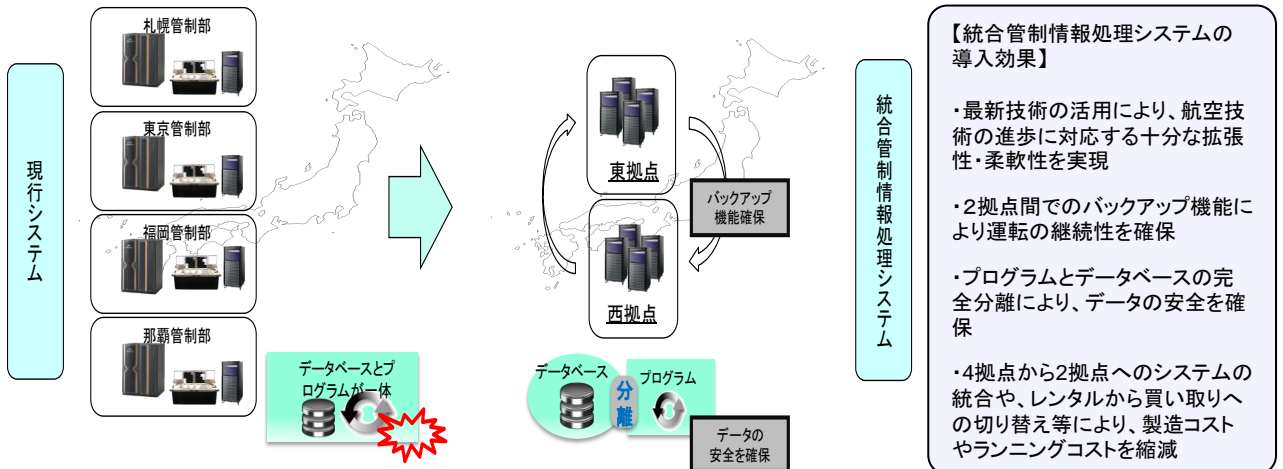 現行システム
札幌管制部
東京管制部
福岡管制部
那覇管制部
データベースとプ
ログラムが一体
東拠点
西拠点
バックアップ
機能確保
データベース
分離
プログラム
データの
安全を確保
統合管制情報処理システム
【統合管制情報処理システムの
導入効果】
・最新技術の活用により、航空技
術の進歩に対応する十分な拡張
性・柔軟性を実現
・２拠点間でのバックアップ機能に
より運転の継続性を確保
・プログラムとデータベースの完
全分離により、データの安全を確
保
・4拠点から2拠点へのシステムの
統合や、レンタルから買い取りへ
の切り替え等により、製造コスト
やランニングコストを縮減